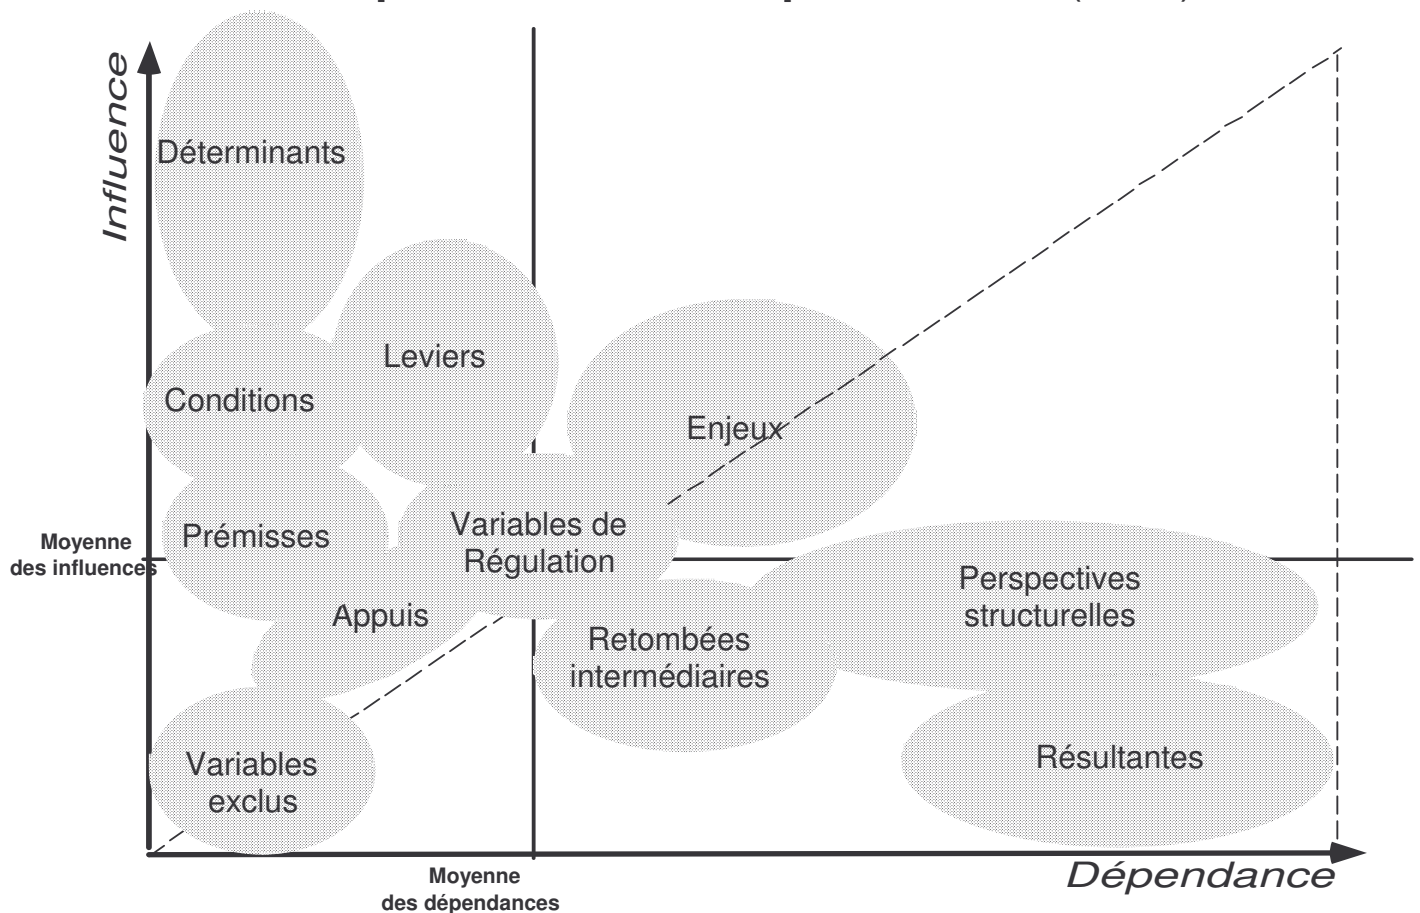 Influence
Déterminants
Leviers
Conditions
Enjeux
Variables de
Régulation
Prémisses
Moyenne
des influences
Perspectives
structurelles
Appuis
Retombées
intermédiaires
Variables
exclus
Résultantes
Dépendance
Moyenne
des dépendances